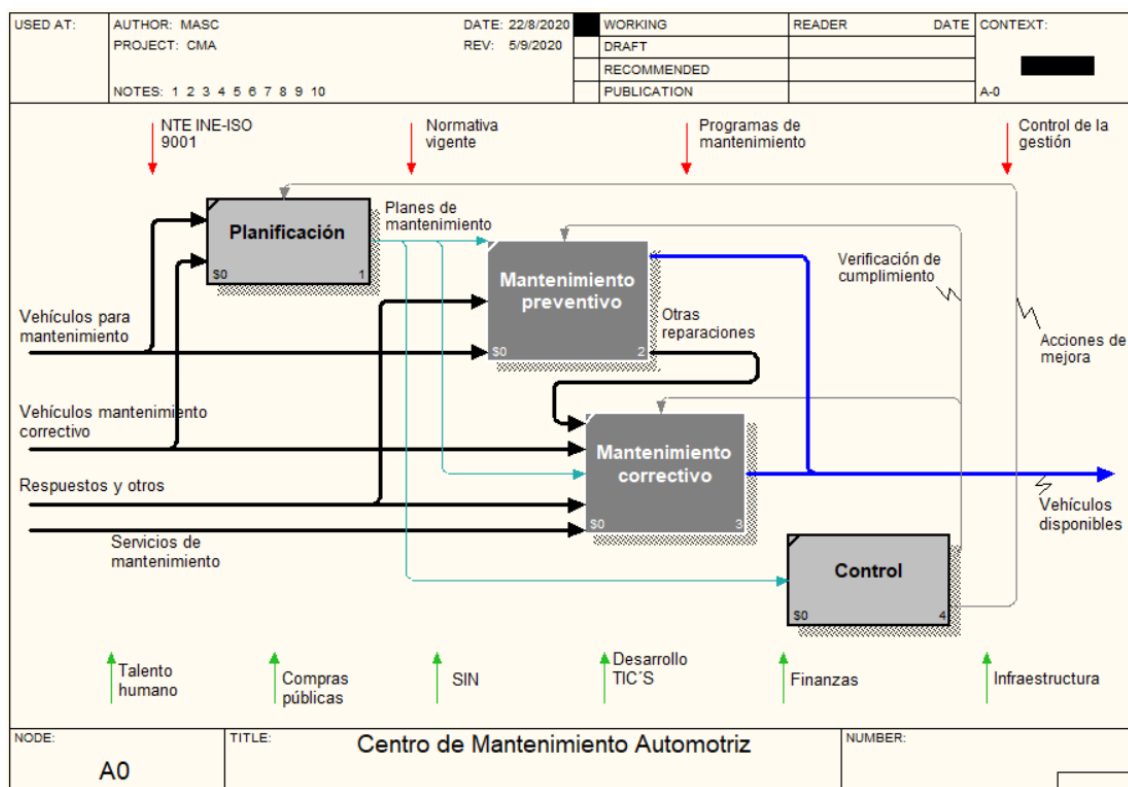 USED AT:
AUTHOR: MASC
DATE: 22/8/2020
WORKING
READER
DATE
CONTEXT:
PROJECT: CMA
REV: 5/9/2020
DRAFT
RECOMMENDED
NOTES: 1 2 3 4 5 6 7 8 9 10
PUBLICATION
A-0
NTE INE-ISO
9001
Normativa
vigente
Programas de
mantenimiento
Control de la
gestión
Planificación
$0
1
Planes de
mantenimiento
Mantenimiento
preventivo
$0
2
Verificación de
cumplimiento
Vehículos para
mantenimiento
Otras
reparaciones
Acciones de
mejora
Vehículos mantenimiento
correctivo
Mantenimiento
correctivo
$0
3
Respuestos y otros
Vehículos
disponibles
Servicios de
mantenimiento
Control
$0
4
Talento
humano
Compras
públicas
SIN
Desarrollo
TIC´S
Finanzas
Infraestructura
NODE:
A0
TITLE:
Centro de Mantenimiento Automotriz
NUMBER: